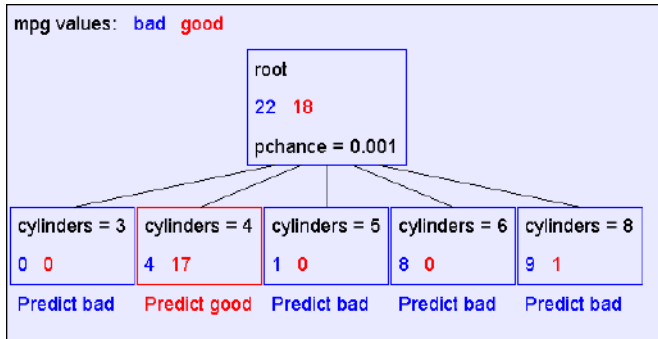 mpg values: bad good
root
22 18
pchance = 0.001
cylinders = 3 cylinders = 4 cylinders = 5 cylinders = 6 cylinders = 8
0 0 4 17 1 0 8 0 9 1
Predict bad Predict good Predict bad Predict bad Predict bad